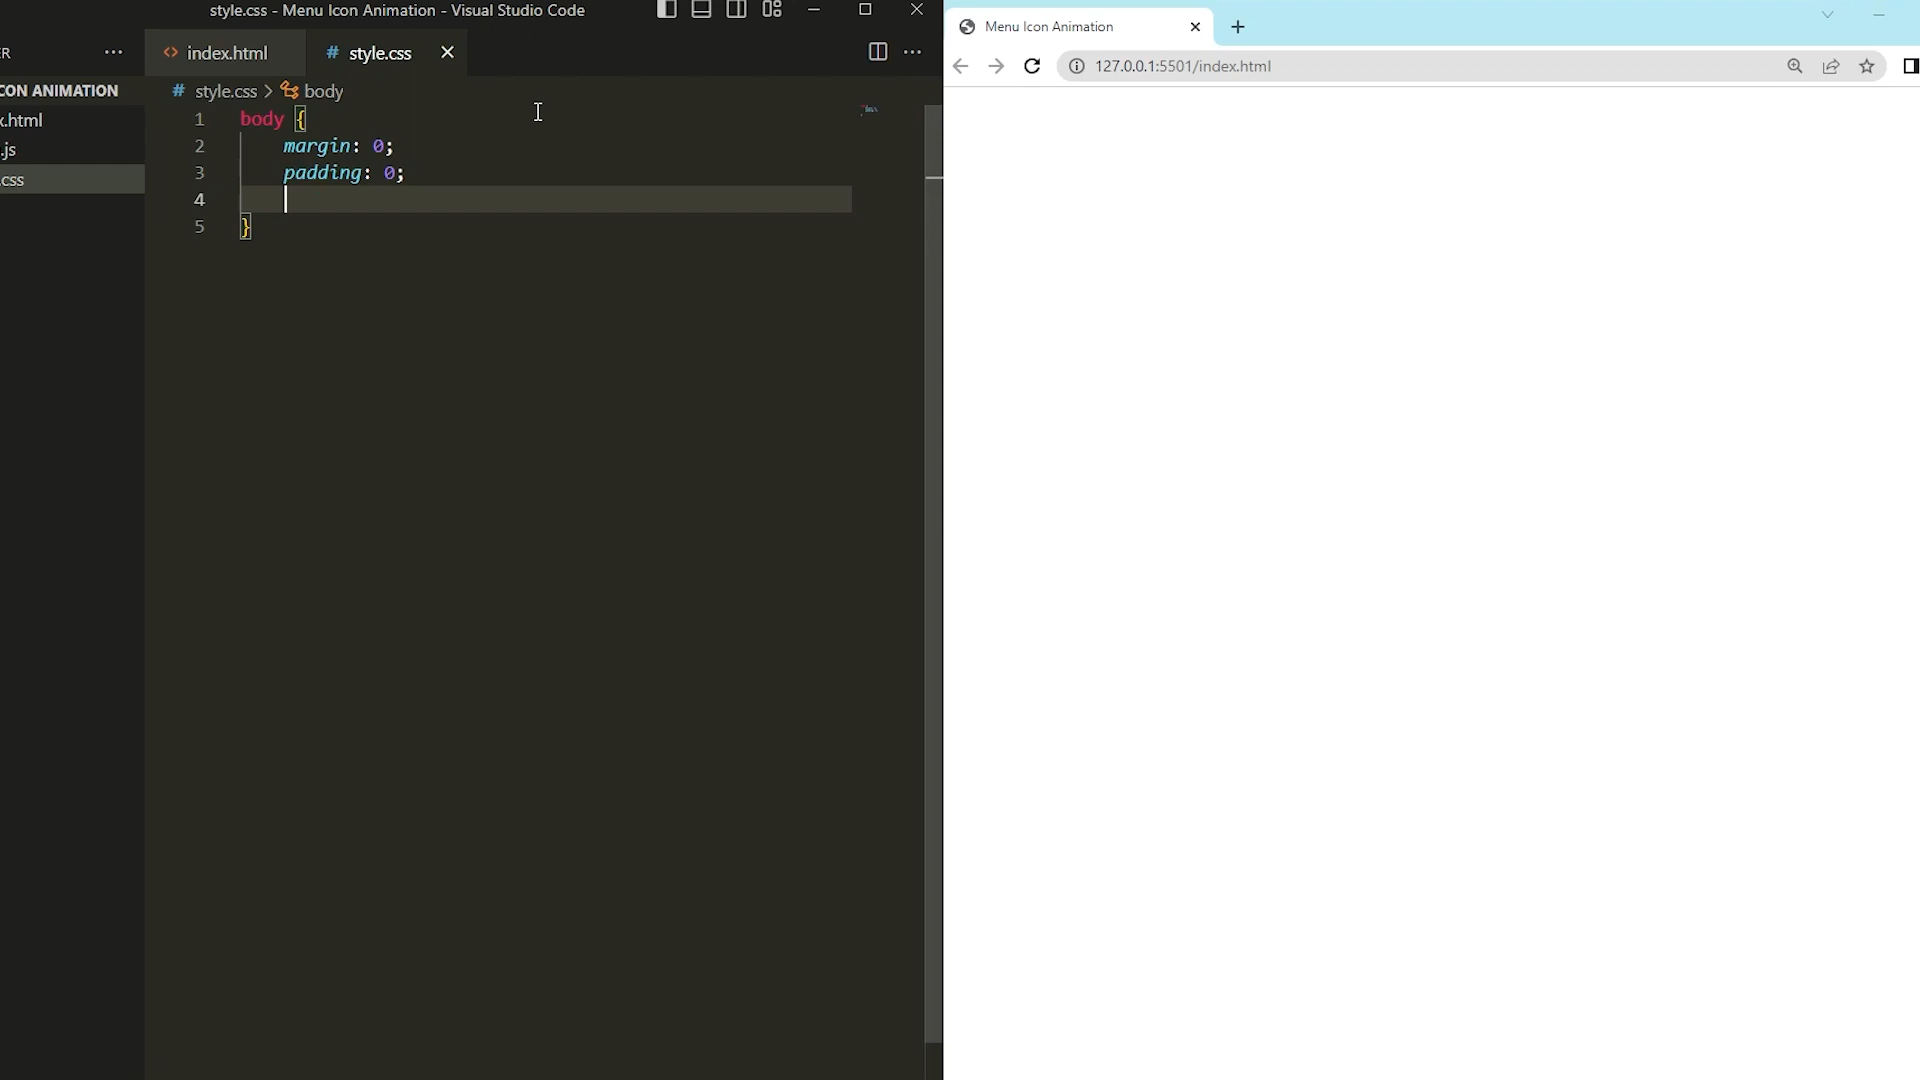 style.css - Menu Icon Animation - Visual Studio Code
R
index.html
# style.css
CON ANIMATION
# style.css > body
x.html
.js
.css
1 body {
2 margin: 0;
3 padding: 0;
4
5 }
Menu Icon Animation
127.0.0.1:5501/index.html